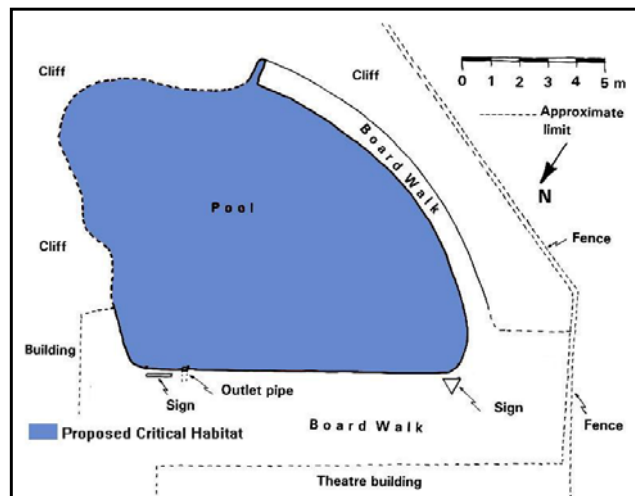 Cliff
Cliff
0 1 2 3 4 5 m
Approximate
limit
N
Board Walk
Pool
Fence
Cliff
Building
Outlet pipe
Sign
Sign
Fence
Board Walk
Proposed Critical Habitat
Theatre building